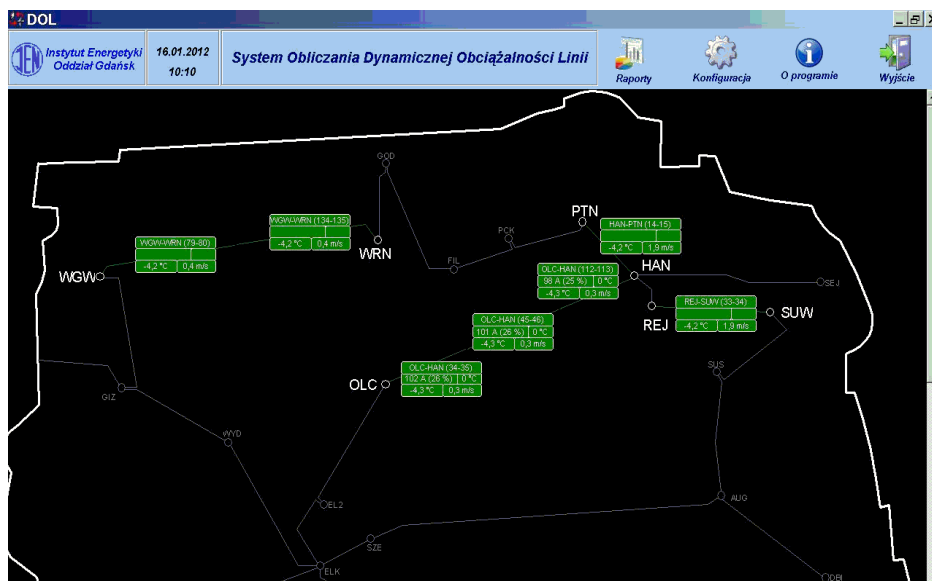 DOL
IEN
Instytut Energetyki
Oddział Gdańsk
16.01.2012
10:10
System Obliczania Dynamicznej Obciążalności Linii
Raporty
Konfiguracja
O programie
Wyjście
GOD
WGW-WRN (134-135)
-4,2 °C 0,4 m/s
WRN
WGW-WRN (79-80)
-4,2 °C 0,4 m/s
WGW
PTN
HAN-PTN (14-15)
-4,2 °C 1,9 m/s
PCK
FIL
OLC-HAN (112-113)
98 A (25 %) 0 °C
-4,3 °C 0,3 m/s
HAN
SEJ
REJ-SUW (33-34)
-4,2 °C 1,9 m/s
REJ
SUW
OLC-HAN (45-46)
101 A (26 %) 0 °C
-4,3 °C 0,3 m/s
OLC-HAN (34-35)
102 A (26 %) 0 °C
-4,3 °C 0,3 m/s
OLC
SUS
GIZ
WYD
EL2
AUG
SZE
ELK
DBI